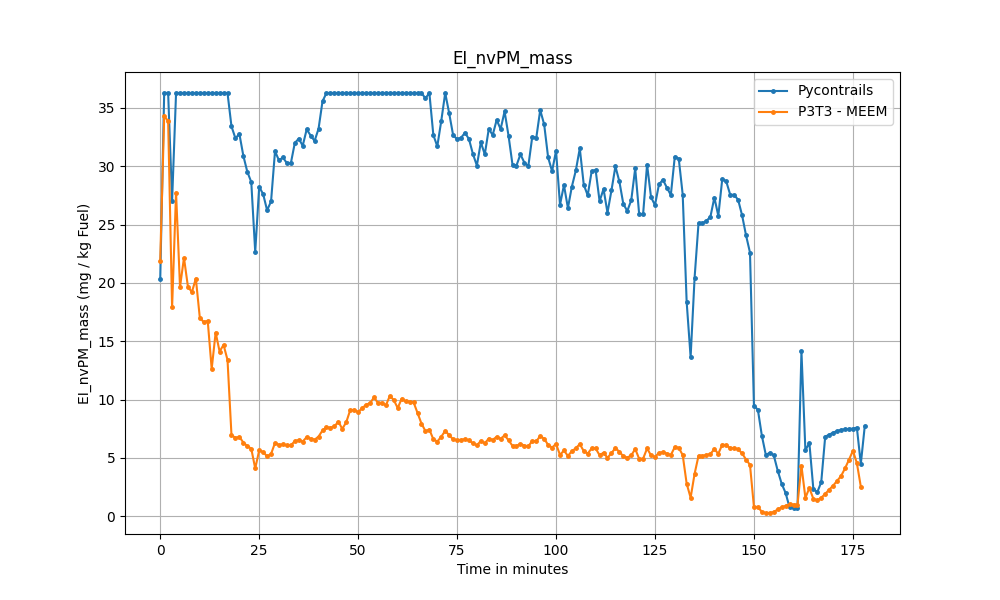 EI_nvPM_mass
Pycontrails
P3T3 - MEEM
EI_nvPM_mass (mg / kg Fuel)
35
30
25
20
15
10
5
0
0 25 50 75 100 125 150 175
Time in minutes